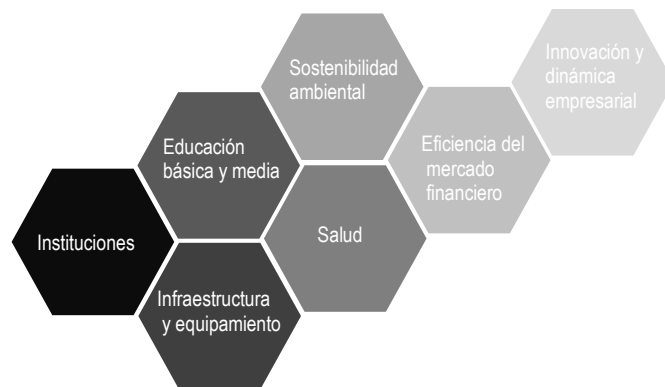 Innovación y
dinámica
empresarial
Sostenibilidad
ambiental
Educación
básica y media
Eficiencia del
mercado
financiero
Instituciones
Salud
Infraestructura
y equipamiento